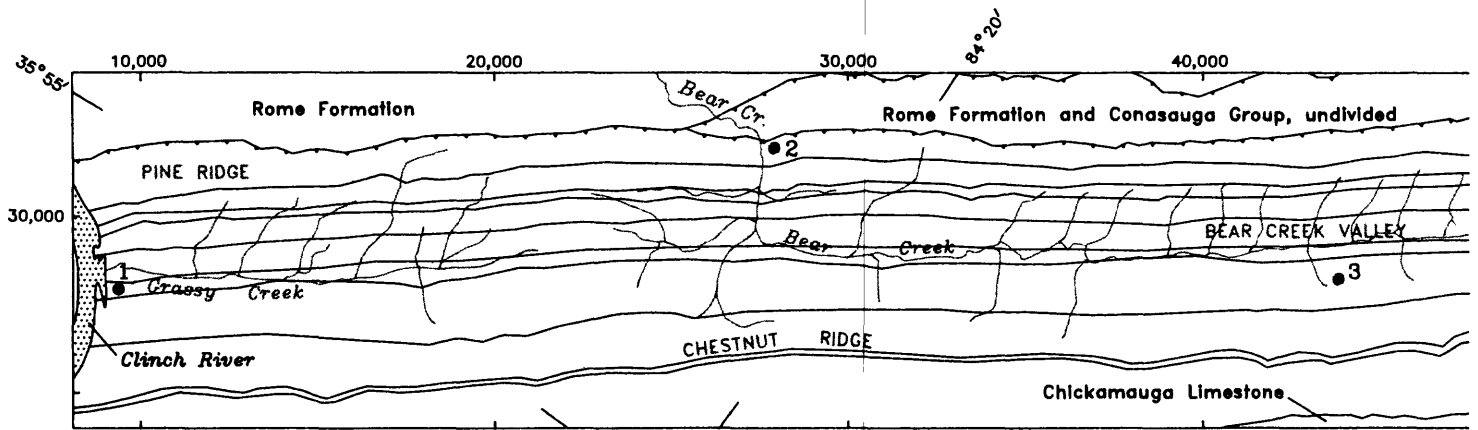 35°55'
10,000
20,000
30,000
84°20'
40,000
Rome Formation
Bear Cr.
Rome Formation and Conasauga Group, undivided
2
PINE RIDGE
30,000
Bear Creek
BEAR CREEK VALLEY
1
3
Grassy Creek
Clinch River
CHESTNUT RIDGE
Chickamauga Limestone